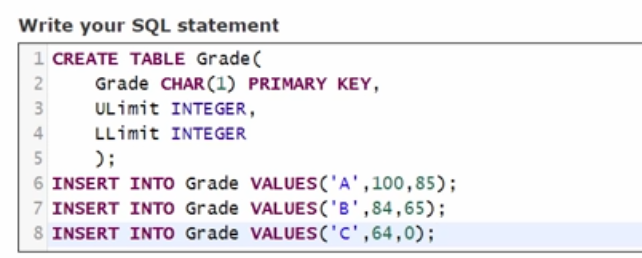 Write your SQL statement
1 CREATE TABLE Grade(
2 Grade CHAR(1) PRIMARY KEY,
3 ULimit INTEGER,
4 LLimit INTEGER
5 );
6 INSERT INTO Grade VALUES('A',100,85);
7 INSERT INTO Grade VALUES('B',84,65);
8 INSERT INTO Grade VALUES('C',64,0);